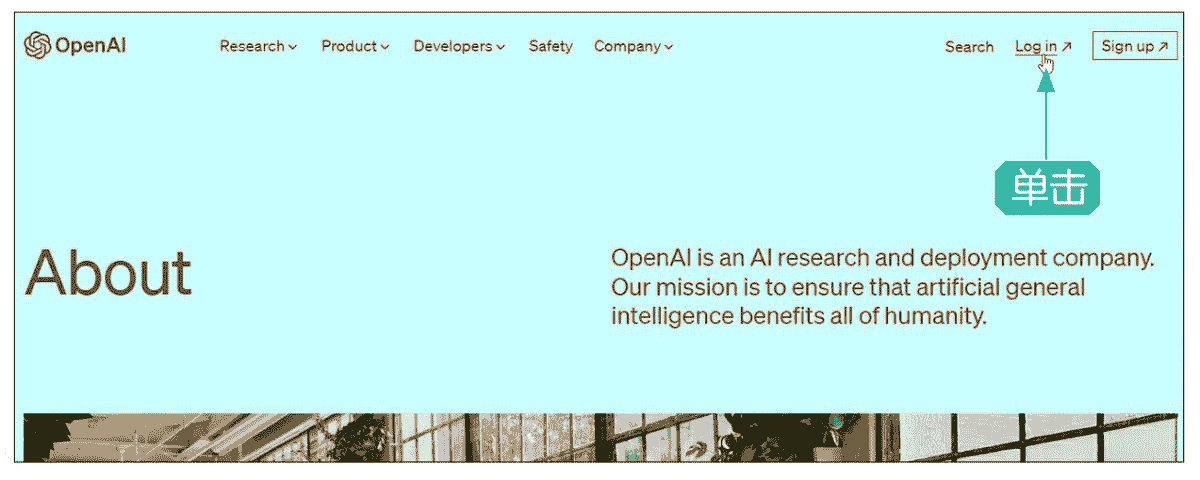 OpenAI Research Product Developers Safety Company Search Log in ↗ Sign up ↗
单击
About
OpenAI is an AI research and deployment company.
Our mission is to ensure that artificial general
intelligence benefits all of humanity.